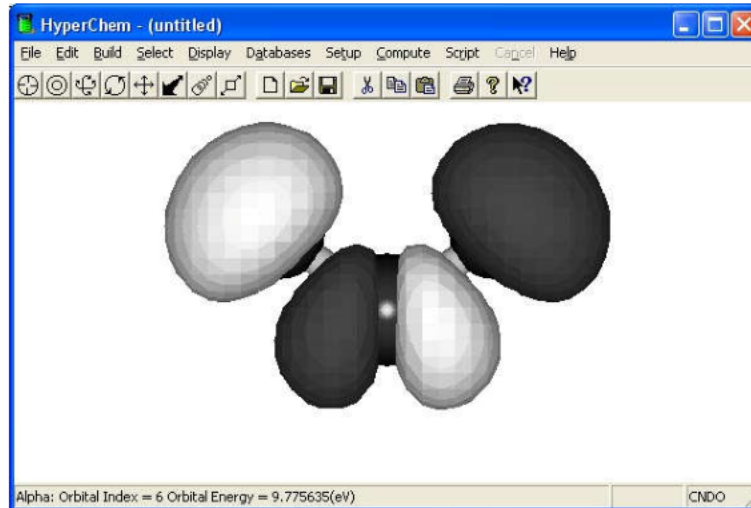 HyperChem - (untitled)
File Edit Build Select Display Databases Setup Compute Script Cancel Help
Alpha: Orbital Index = 6 Orbital Energy = 9.775635(eV) CNDO